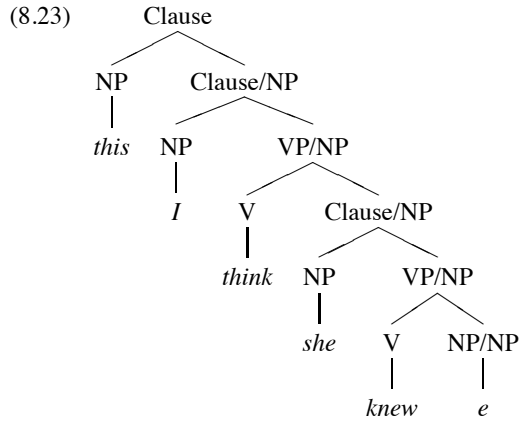 (8.23) Clause
NP Clause/NP
this NP VP/NP
I V Clause/NP
think NP VP/NP
she V NP/NP
knew e